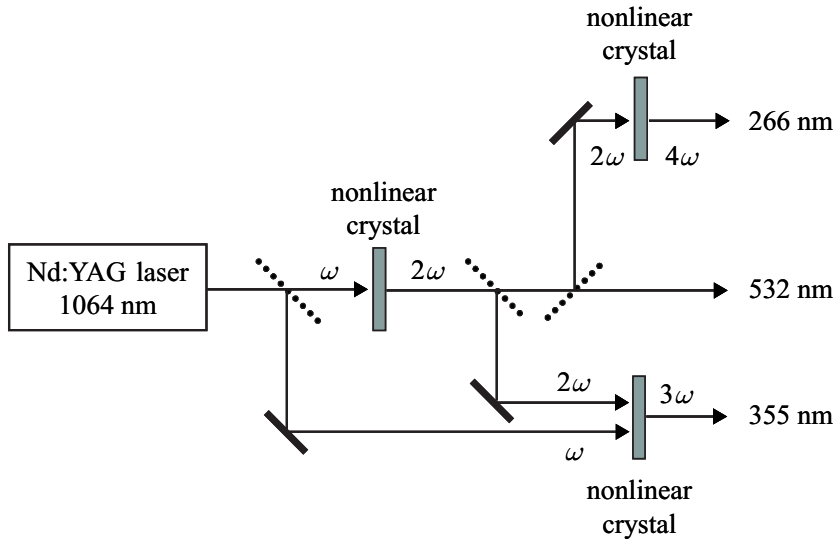 nonlinear
crystal
266 nm
2ω
4ω
nonlinear
crystal
Nd:YAG laser
1064 nm
ω
2ω
532 nm
2ω
3ω
355 nm
ω
nonlinear
crystal